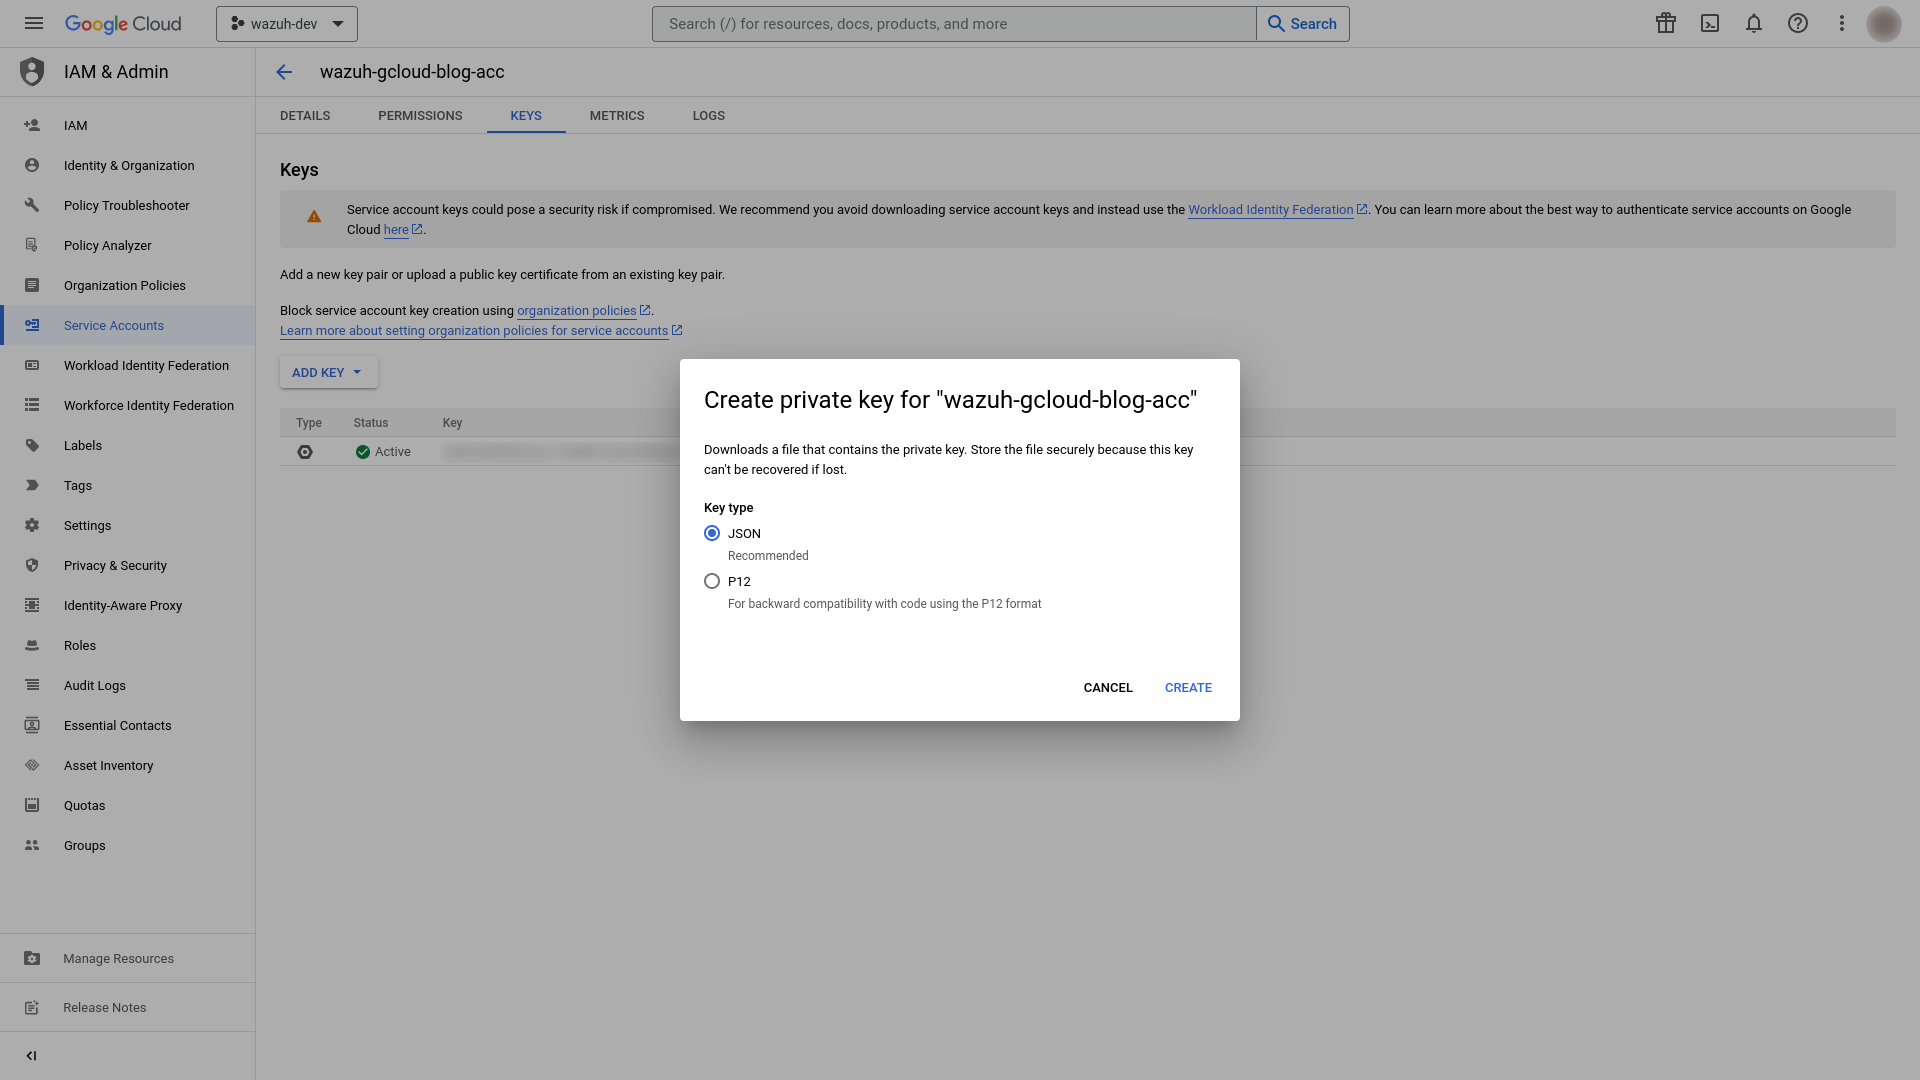 Google Cloud
wazuh-dev
Search (/) for resources, docs, products, and more
Search
IAM & Admin
wazuh-gcloud-blog-acc
IAM
Identity & Organization
Policy Troubleshooter
Policy Analyzer
Organization Policies
Service Accounts
Workload Identity Federation
Workforce Identity Federation
Labels
Tags
Settings
Privacy & Security
Identity-Aware Proxy
Roles
Audit Logs
Essential Contacts
Asset Inventory
Quotas
Groups
Manage Resources
Release Notes
DETAILS
PERMISSIONS
KEYS
METRICS
LOGS
Keys
Service account keys could pose a security risk if compromised. We recommend you avoid downloading service account keys and instead use the Workload Identity Federation. You can learn more about the best way to authenticate service accounts on Google
Cloud here.
Add a new key pair or upload a public key certificate from an existing key pair.
Block service account key creation using organization policies.
Learn more about setting organization policies for service accounts
ADD KEY
Type Status Key
Active
Create private key for "wazuh-gcloud-blog-acc"
Downloads a file that contains the private key. Store the file securely because this key
can't be recovered if lost.
Key type
JSON
Recommended
P12
For backward compatibility with code using the P12 format
CANCEL CREATE